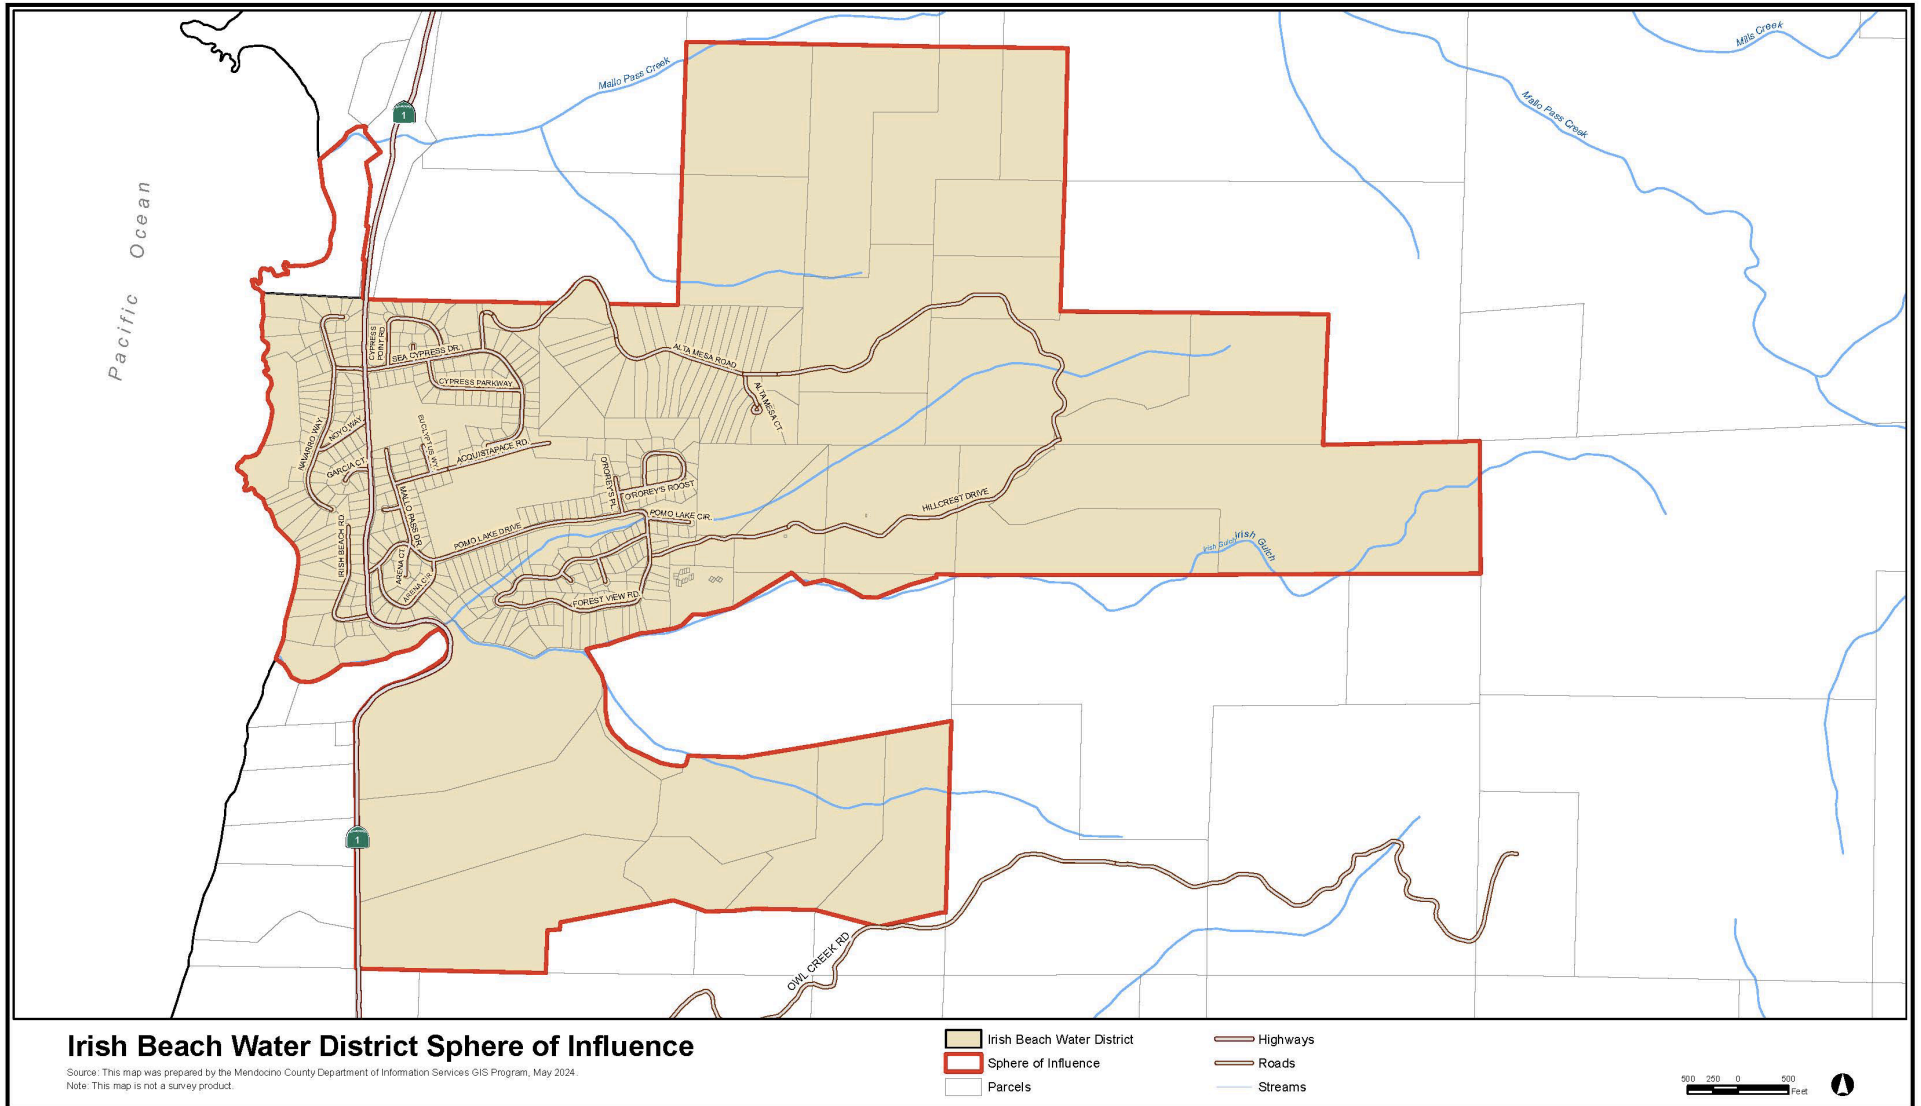 Mills Creek
Mallo Pass Creek
Mallo Pass Creek
1
Pacific Ocean
CYPRESS
POINT RD
SEA CYPRESS DR.
CYPRESS PARKWAY
ALTA MESA ROAD
ALTA MESA CT
NAVARRO WAY
NOYO WAY
GARCIA CT
EUCLYPTUS WY
ACQUISTAPACE RD
MALLO PASS DR
O'ROREY'S PL.
O'ROREY'S ROOST
POMO LAKE CIR.
POMO LAKE DRIVE
HILLCREST DRIVE
IRISH BEACH RD
ARENA CT
ARENA CIR
FOREST VIEW RD
Irish Gulch
Irish Gulch
1
OWL CREEK RD
Irish Beach Water District Sphere of Influence
Source: This map was prepared by the Mendocino County Department of Information Services GIS Program, May 2024.
Note: This map is not a survey product.
Irish Beach Water District
Sphere of Influence
Parcels
Highways
Roads
Streams
500 250 0 500
Feet